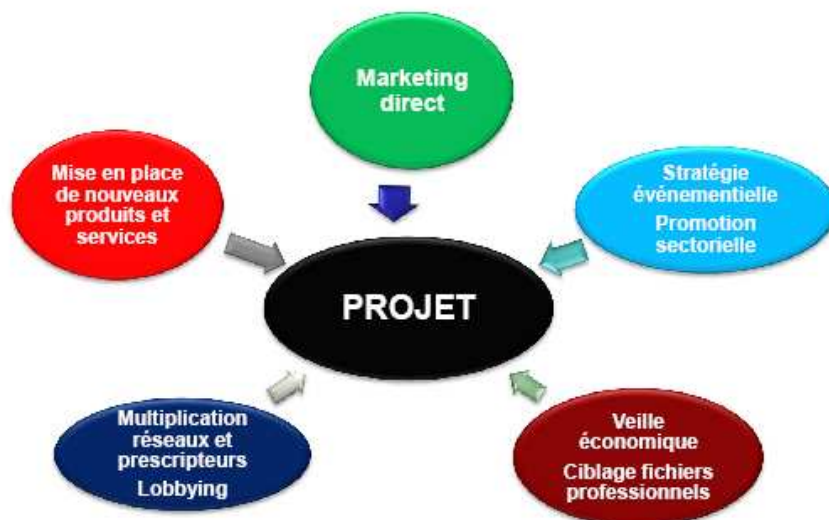 Marketing
direct
Mise en place
de nouveaux
produits et
services
Stratégie
événementielle
Promotion
sectorielle
PROJET
Multiplication
réseaux et
prescripteurs
Lobbying
Veille
économique
Ciblage fichiers
professionnels